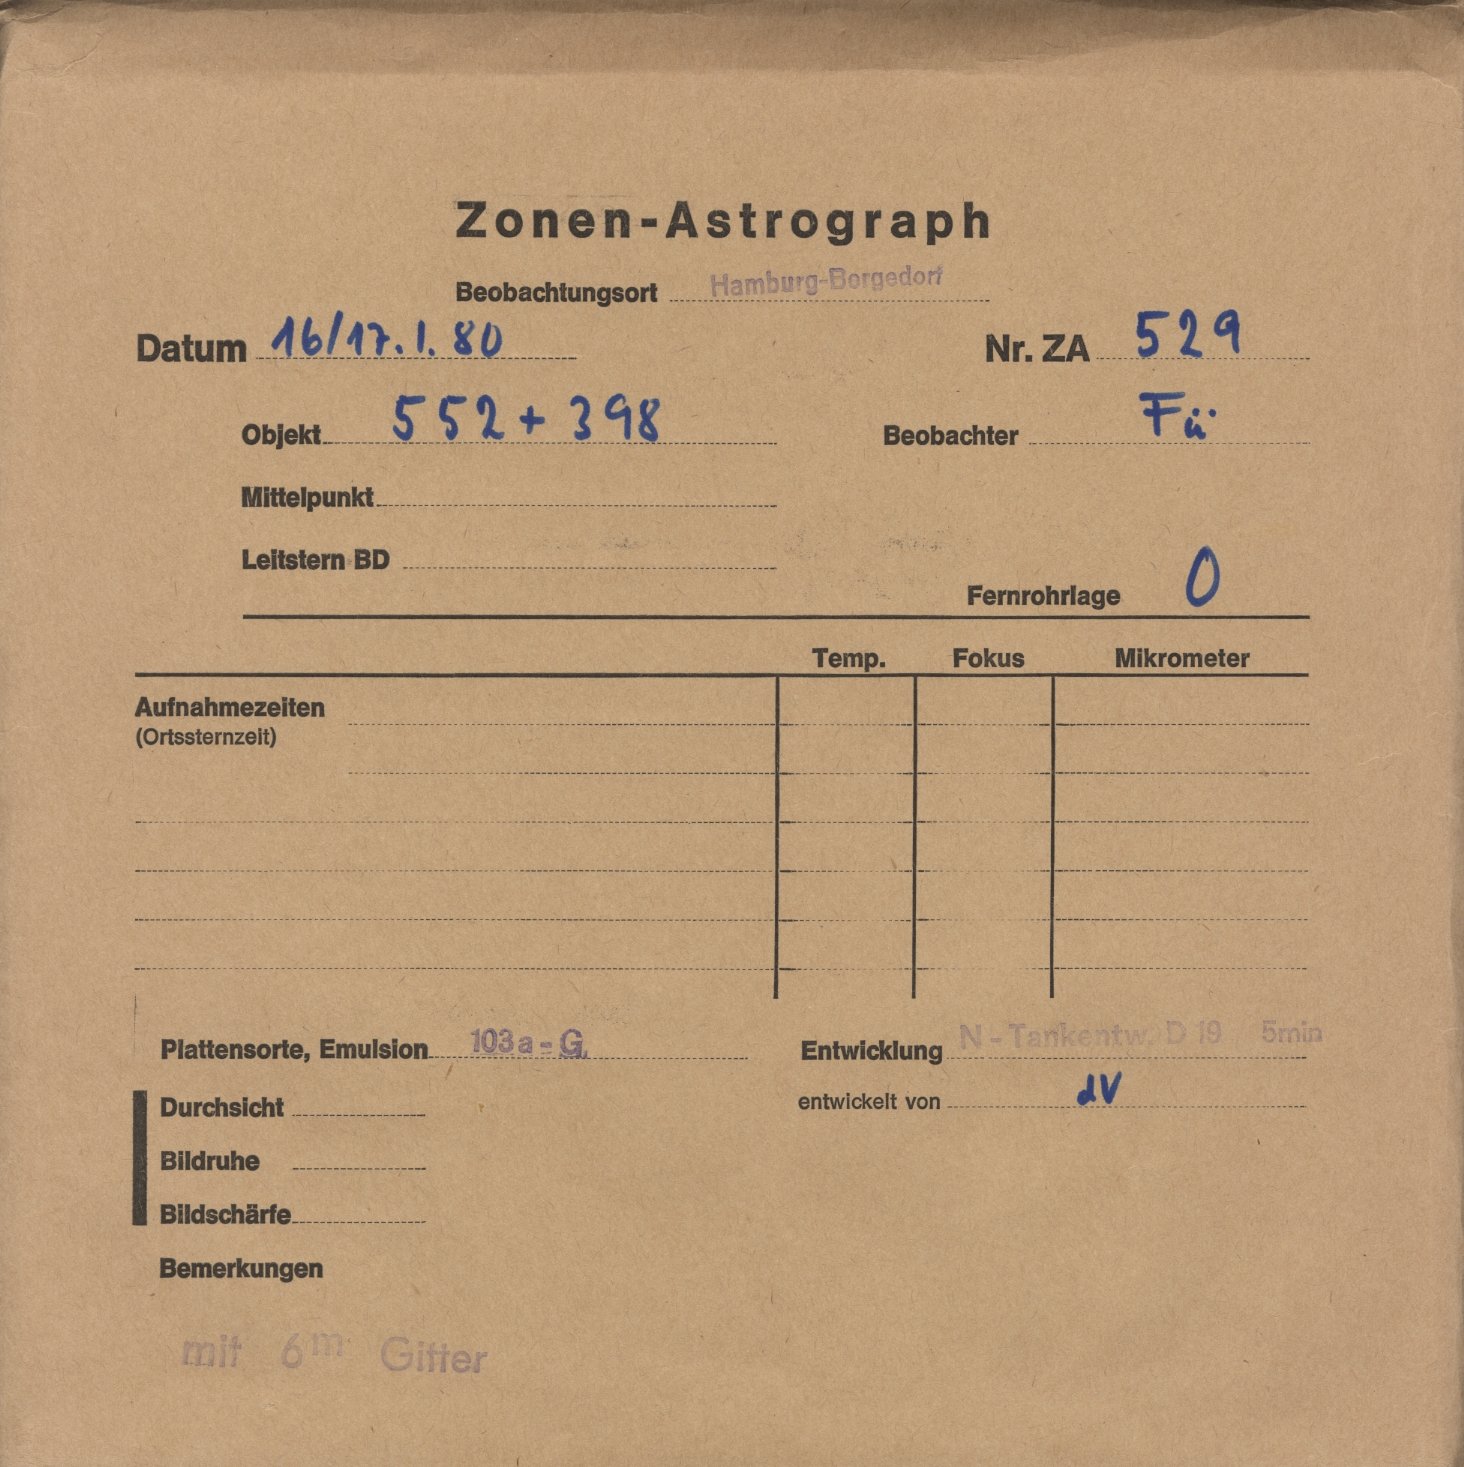 Zonen-Astrograph
Beobachtungsort Hamburg-Bergedorf
Datum 16/17.1.80 Nr. ZA 529
Objekt 552 + 398 Beobachter Fü
Mittelpunkt
Leitstern BD
Fernrohrlage O
Temp. Fokus Mikrometer
Aufnahmezeiten
(Ortssternzeit)
Plattensorte, Emulsion 103a-G Entwicklung N - Tankentw. D 19 5min
Durchsicht entwickelt von dV
Bildruhe
Bildschärfe
Bemerkungen
mit 6m Gitter